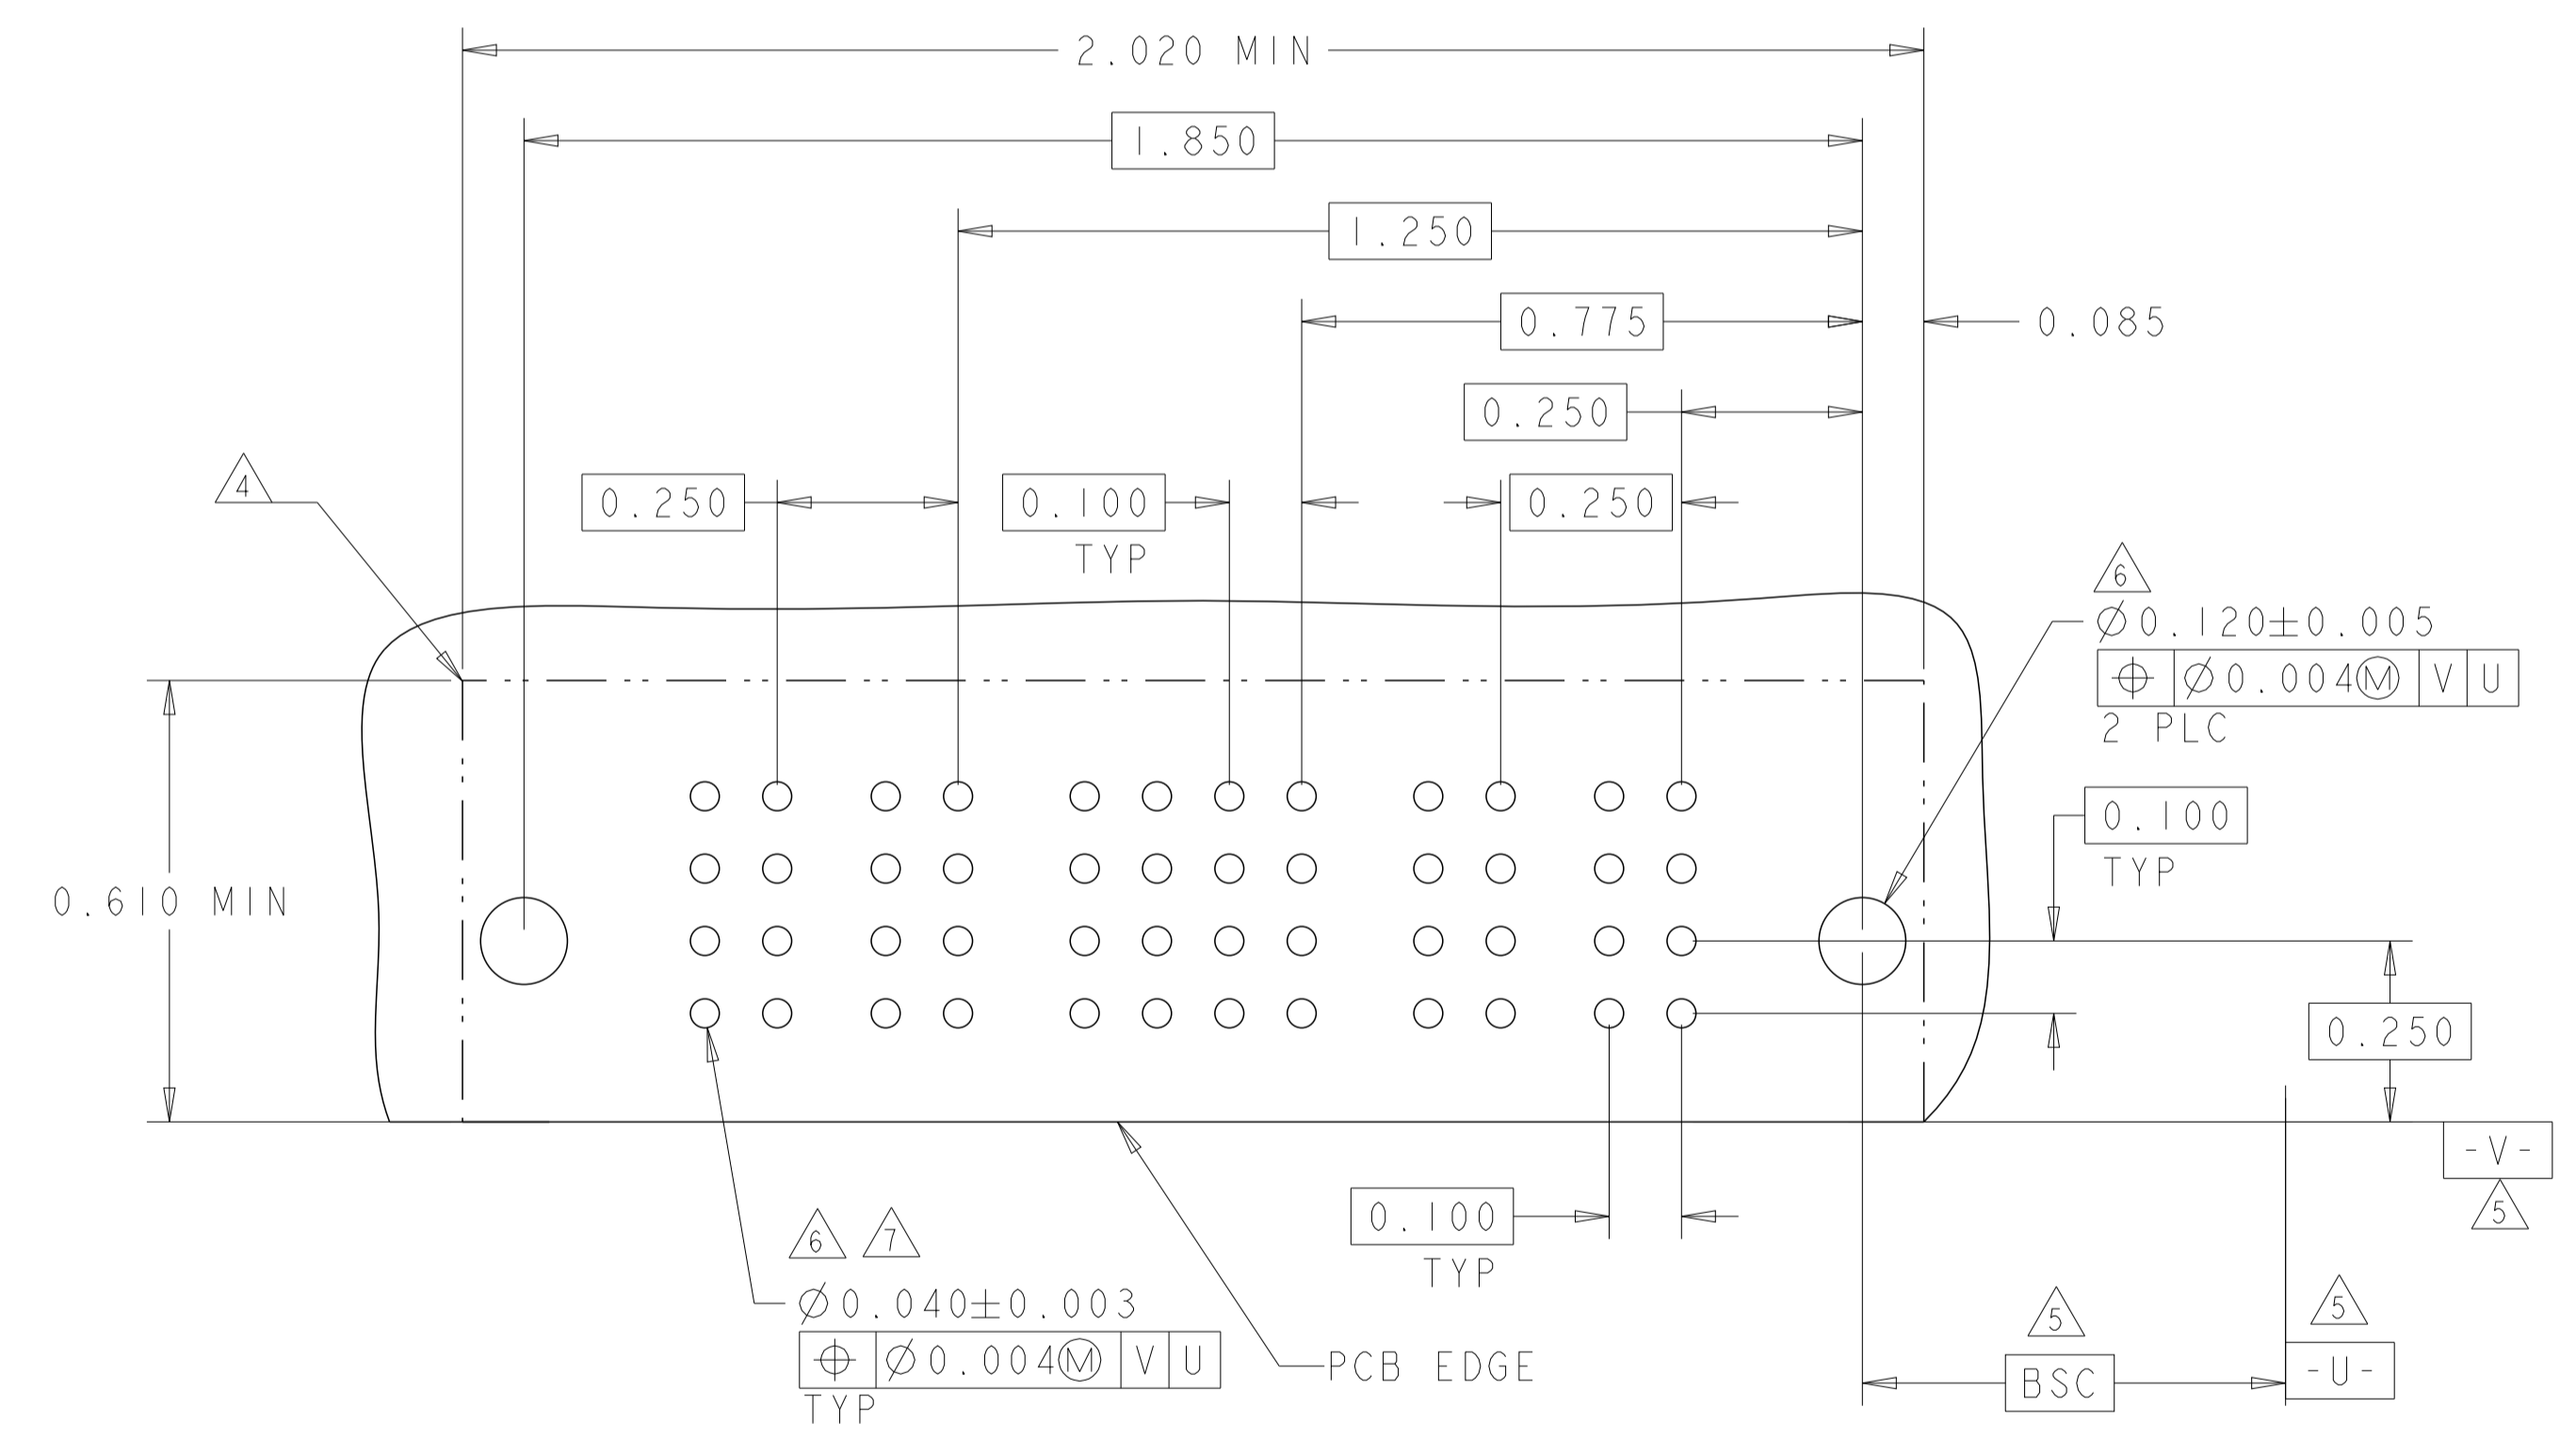 2.020 MIN
1.850
1.250
0.775
0.085
0.250
4
0.250
0.100
TYP
0.250
6
Ø0.120±0.005
⌖ Ø0.004Ⓜ V U
2 PLC
0.100
TYP
0.610 MIN
0.250
-V-
5
0.100
TYP
6 7
Ø0.040±0.003
⌖ Ø0.004Ⓜ V U
TYP
PCB EDGE
5
BSC
5
-U-